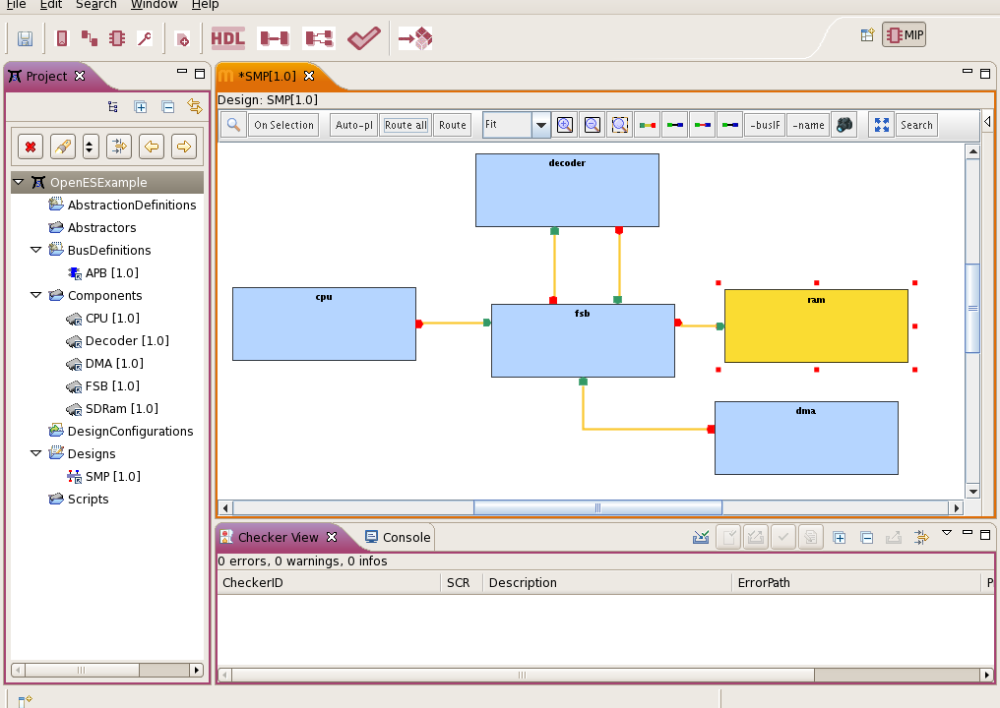 File Edit Search Window Help
HDL
MIP
Project
*SMP[1.0]
Design: SMP[1.0]
On Selection Auto-pl Route all Route Fit -busIF -name Search
OpenESExample
AbstractionDefinitions
Abstractors
BusDefinitions
APB [1.0]
Components
CPU [1.0]
Decoder [1.0]
DMA [1.0]
FSB [1.0]
SDRam [1.0]
DesignConfigurations
Designs
SMP [1.0]
Scripts
decoder
cpu
fsb
ram
dma
Checker View Console
0 errors, 0 warnings, 0 infos
CheckerID SCR Description ErrorPath P